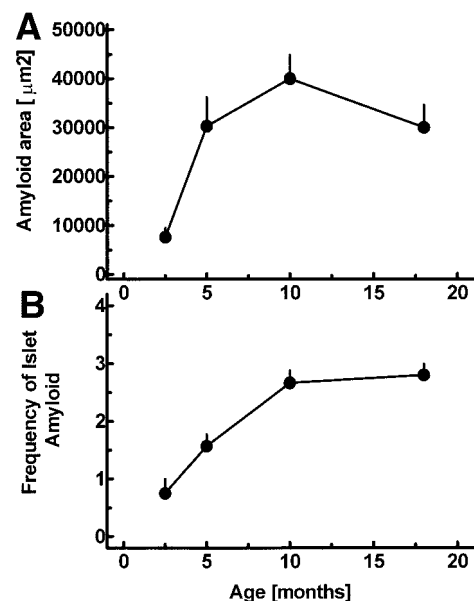 A
Amyloid area [ μm2]
50000
40000
30000
20000
10000
0
0 5 10 15 20
B
Frequency of Islet
Amyloid
4
3
2
1
0
0 5 10 15 20
Age [months]